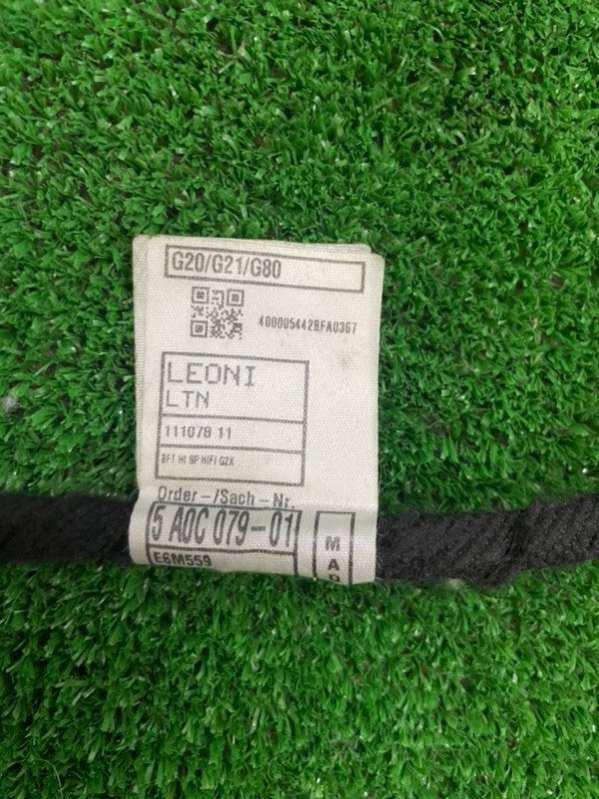 G20/G21/G80
400005442BFA0367
LEONI
LTN
111078 11
BFT HI SP HIFI G2X
Order-/Sach-Nr.
5 A0C 079-01
E6M559
M
A